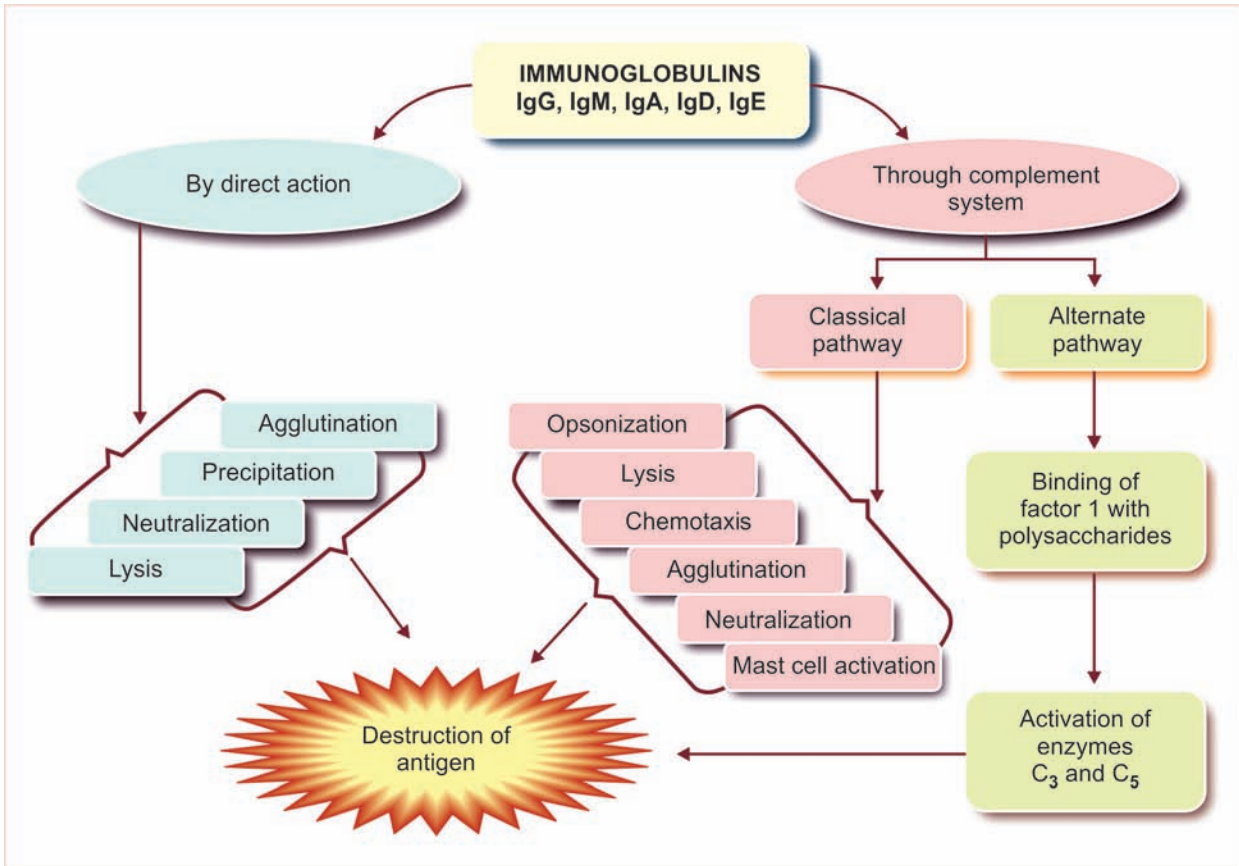 IMMUNOGLOBULINS
IgG, IgM, IgA, IgD, IgE
By direct action
Through complement
system
Classical
pathway
Alternate
pathway
Agglutination
Precipitation
Neutralization
Lysis
Opsonization
Lysis
Chemotaxis
Agglutination
Neutralization
Mast cell activation
Binding of
factor 1 with
polysaccharides
Activation of
enzymes
C₃ and C₅
Destruction of
antigen